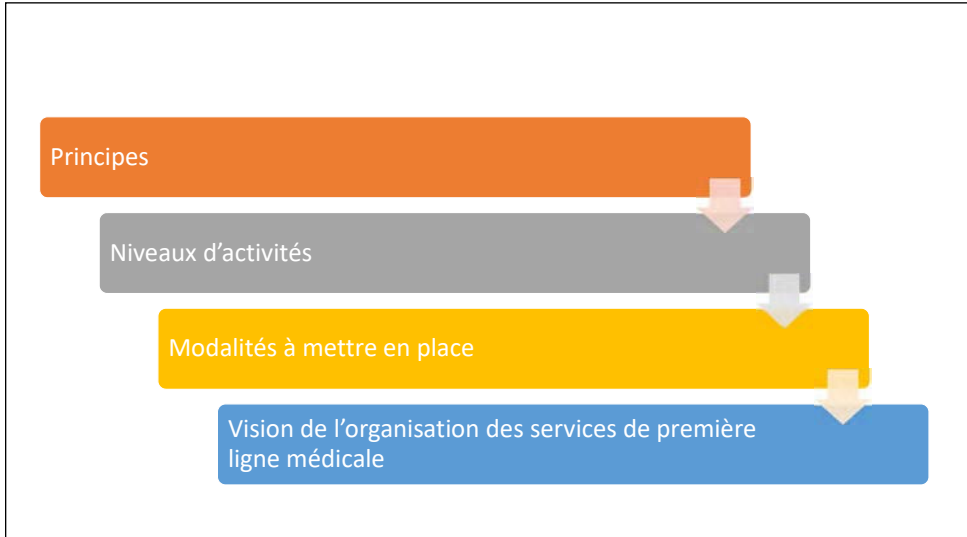 Principes
Niveaux d’activités
Modalités à mettre en place
Vision de l’organisation des services de première
ligne médicale